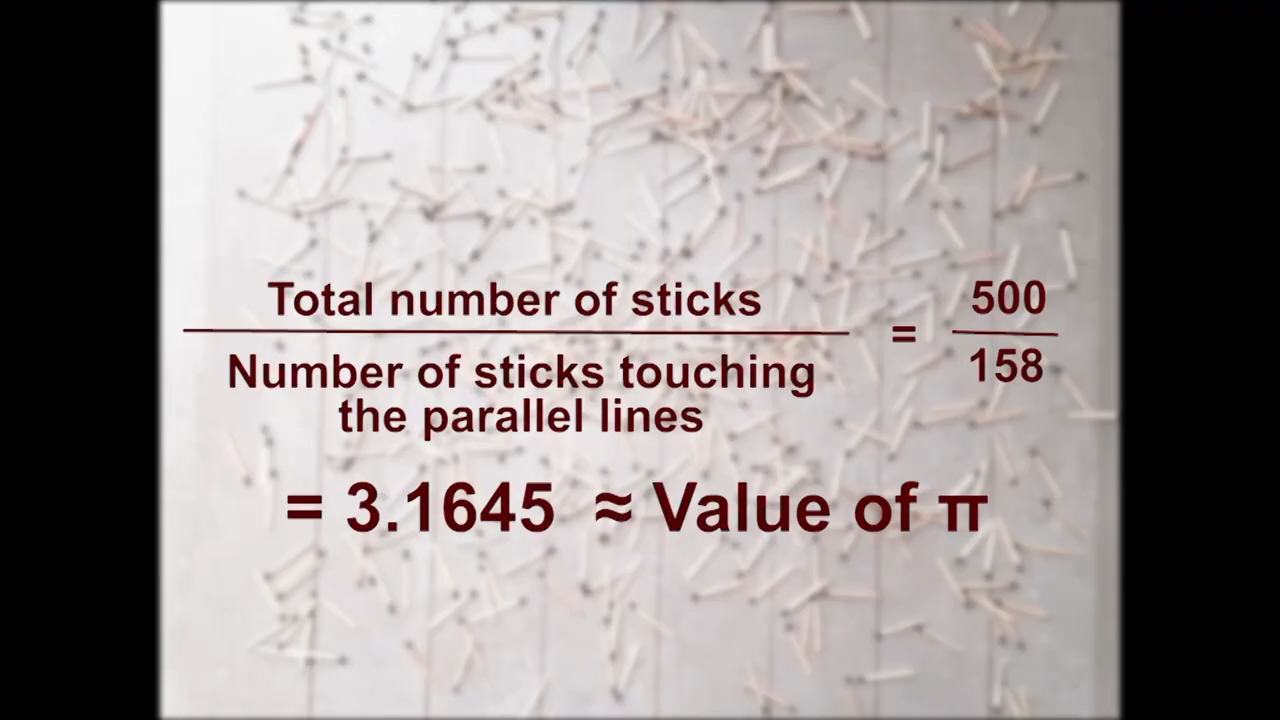 Total number of sticks
Number of sticks touching
the parallel lines
=
500
158
= 3.1645 ≈ Value of π